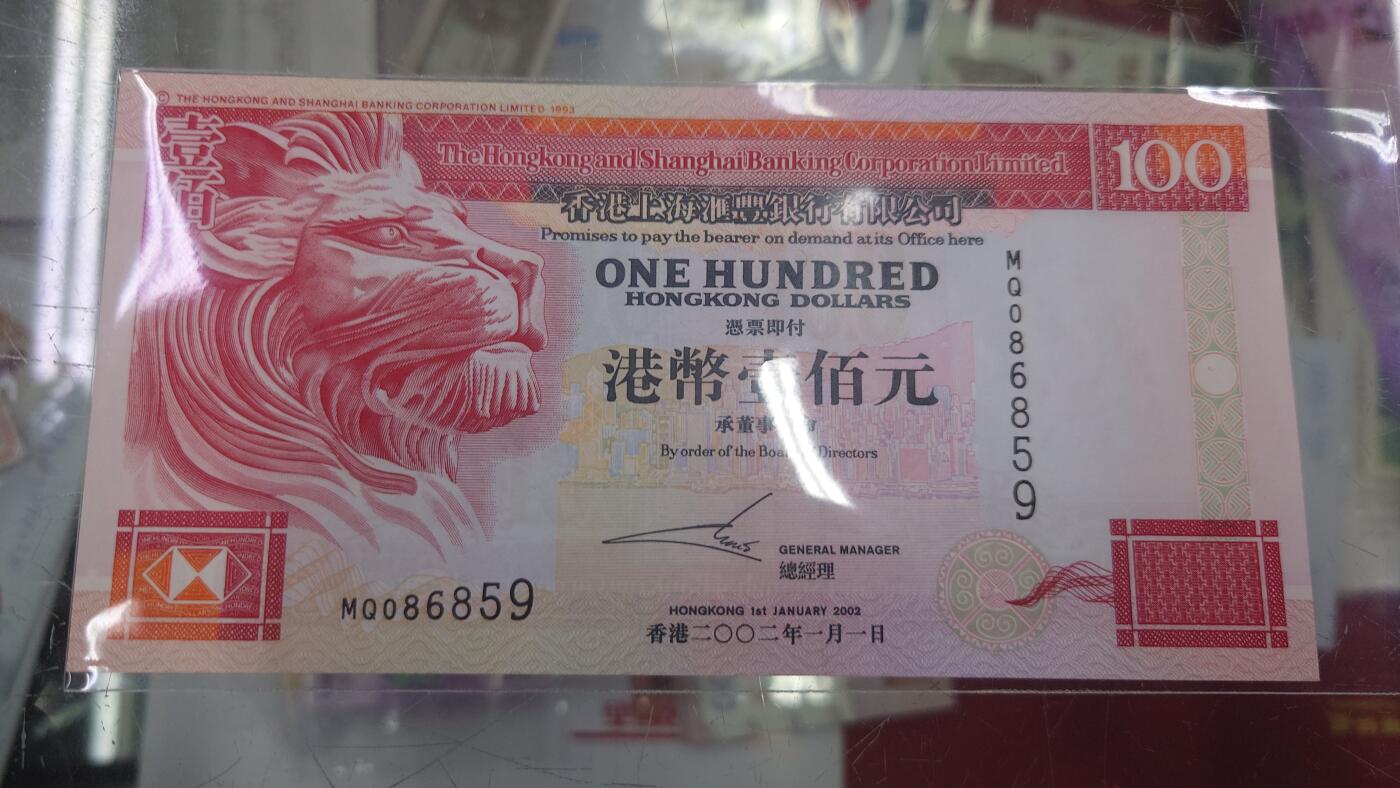 © THE HONGKONG AND SHANGHAI BANKING CORPORATION LIMITED 1993
壹佰
The Hongkong and Shanghai Banking Corporation Limited
100
香港上海滙豐銀行有限公司
Promises to pay the bearer on demand at its Office here
ONE HUNDRED
HONGKONG DOLLARS
憑票即付
港幣壹佰元
承董事
By order of the Board of Directors
MQ086859
GENERAL MANAGER
總經理
MQ086859
HONGKONG 1st JANUARY 2002
香港二〇〇二年一月一日